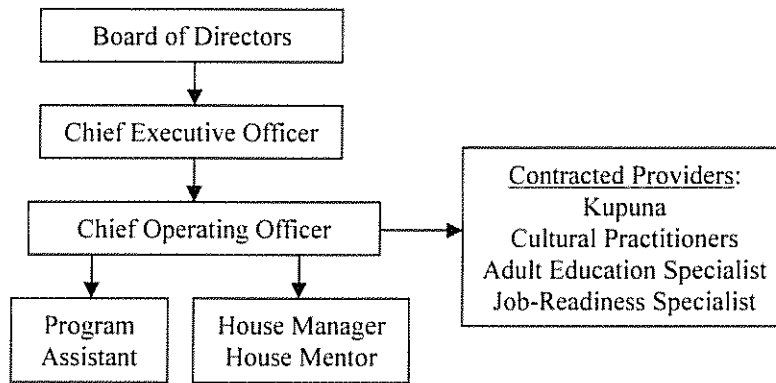 Board of Directors
Chief Executive Officer
Chief Operating Officer
Contracted Providers:
Kupuna
Cultural Practitioners
Adult Education Specialist
Job-Readiness Specialist
Program
Assistant
House Manager
House Mentor